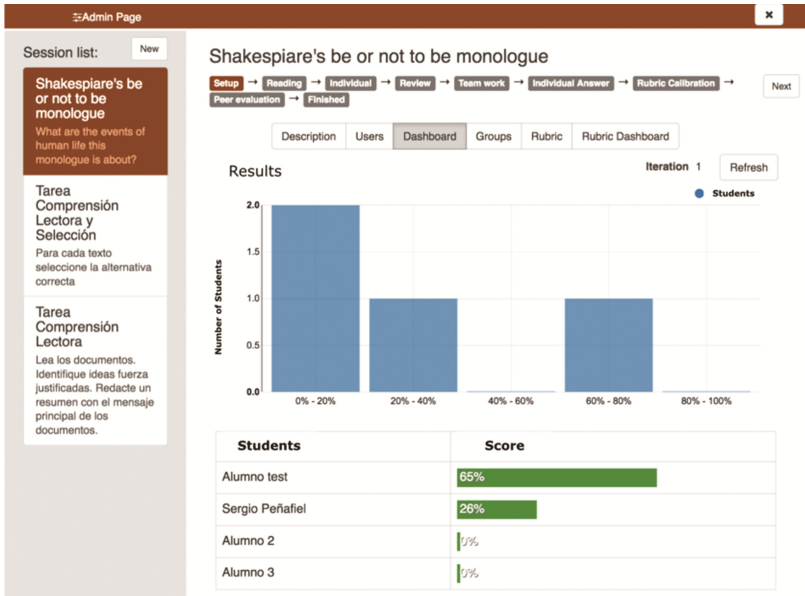 Admin Page
×
Session list:
New
Shakespiare's be
or not to be
monologue
What are the events of
human life this
monologue is about?
Tarea
Comprensión
Lectora y
Selección
Para cada texto
seleccione la alternativa
correcta
Tarea
Comprensión
Lectora
Lea los documentos.
Identifique ideas fuerza
justificadas. Redacte un
resumen con el mensaje
principal de los
documentos.
Shakespiare's be or not to be monologue
Setup → Reading → Individual → Review → Team work → Individual Answer → Rubric Calibration →
Peer evaluation → Finished
Next
Description Users Dashboard Groups Rubric Rubric Dashboard
Results
Iteration 1
Refresh
Students
Number of Students
2.0
1.5
1.0
0.5
0.0
0% - 20% 20% - 40% 40% - 60% 60% - 80% 80% - 100%
Students Score
Alumno test 65%
Sergio Peñafiel 26%
Alumno 2 0%
Alumno 3 0%